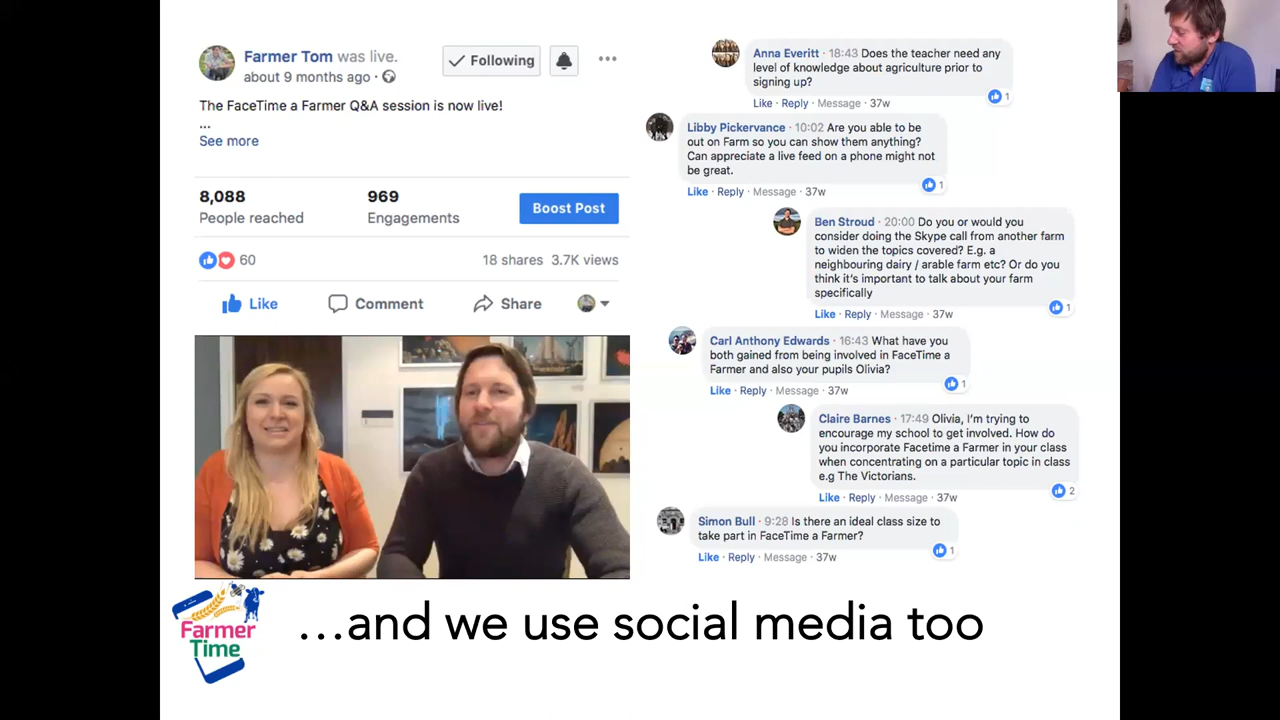 Farmer Tom was live.
about 9 months ago ·
Following
The FaceTime a Farmer Q&A session is now live!
...
See more
8,088
People reached
969
Engagements
Boost Post
60
18 shares 3.7K views
Like
Comment
Share
Anna Everitt · 18:43 Does the teacher need any
level of knowledge about agriculture prior to
signing up?
1
Like · Reply · Message · 37w
Libby Pickervance · 10:02 Are you able to be
out on Farm so you can show them anything?
Can appreciate a live feed on a phone might not
be great.
1
Like · Reply · Message · 37w
Ben Stroud · 20:00 Do you or would you
consider doing the Skype call from another farm
to widen the topics covered? E.g. a
neighbouring dairy / arable farm etc? Or do you
think it's important to talk about your farm
specifically
1
Like · Reply · Message · 37w
Carl Anthony Edwards · 16:43 What have you
both gained from being involved in FaceTime a
Farmer and also your pupils Olivia?
1
Like · Reply · Message · 37w
Claire Barnes · 17:49 Olivia, I'm trying to
encourage my school to get involved. How do
you incorporate Facetime a Farmer in your class
when concentrating on a particular topic in class
e.g The Victorians.
2
Like · Reply · Message · 37w
Simon Bull · 9:28 Is there an ideal class size to
take part in FaceTime a Farmer?
1
Like · Reply · Message · 37w
Farmer
Time
...and we use social media too